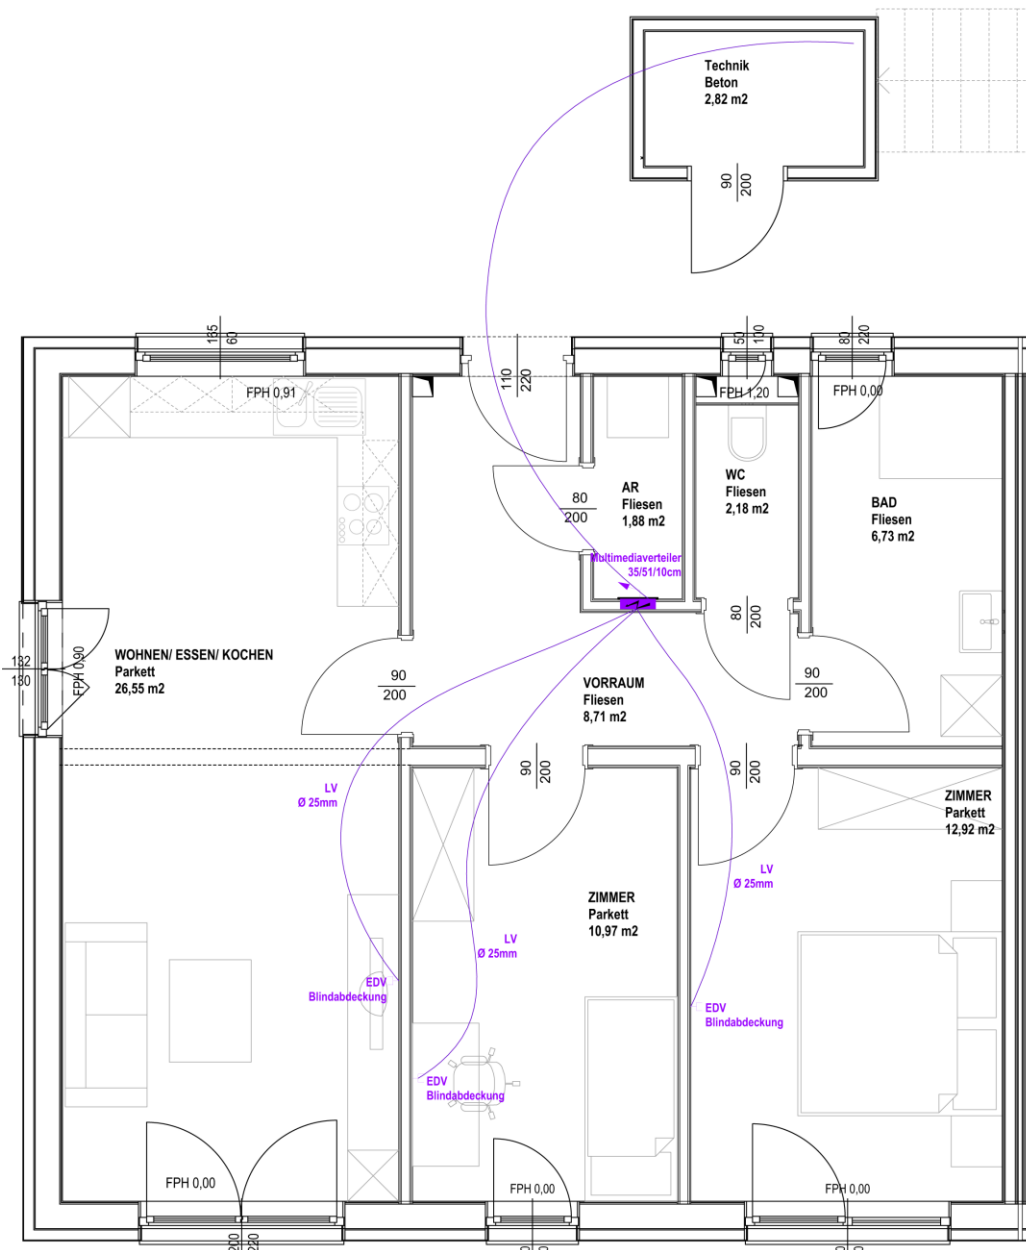 Technik
Beton
2,82 m2
90
200
165
60
110
220
50
100
80
220
FPH 0,91
FPH 1,20
FPH 0,00
AR
Fliesen
1,88 m2
WC
Fliesen
2,18 m2
BAD
Fliesen
6,73 m2
80
200
Multimediaverteiler
35/51/10cm
80
200
132
130
FPH 0,90
WOHNEN/ ESSEN/ KOCHEN
Parkett
26,55 m2
90
200
VORRAUM
Fliesen
8,71 m2
90
200
90
200
90
200
LV
Ø 25mm
ZIMMER
Parkett
12,92 m2
LV
Ø 25mm
ZIMMER
Parkett
10,97 m2
LV
Ø 25mm
EDV
Blindabdeckung
EDV
Blindabdeckung
EDV
Blindabdeckung
FPH 0,00
FPH 0,00
FPH 0,00
200
220